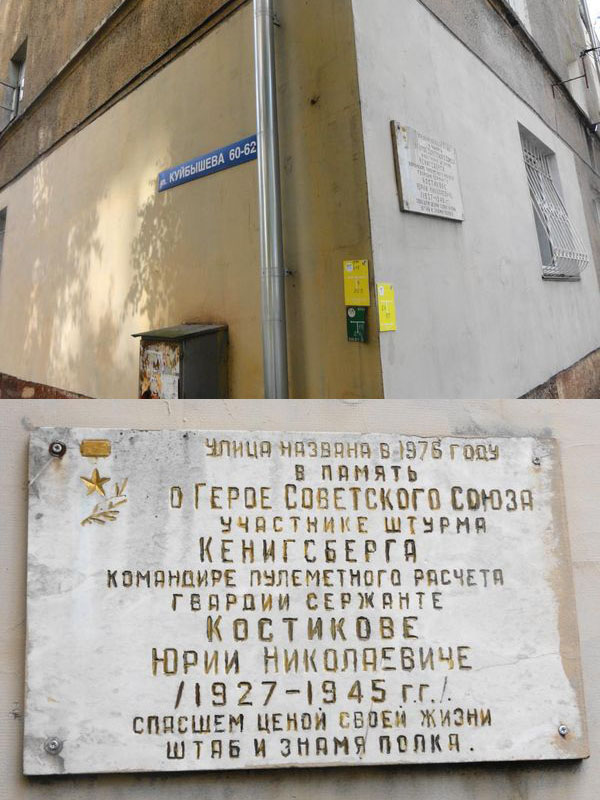 ул. КУЙБЫШЕВА 60-62
УЛИЦА НАЗВАНА В 1976 ГОДУ
В ПАМЯТЬ
О ГЕРОЕ СОВЕТСКОГО СОЮЗА
УЧАСТНИКЕ ШТУРМА
КЕНИГСБЕРГА
КОМАНДИРЕ ПУЛЕМЕТНОГО РАСЧЕТА
ГВАРДИИ СЕРЖАНТЕ
КОСТИКОВЕ
ЮРИИ НИКОЛАЕВИЧЕ
/1927-1945 г.г./.
СПАСШЕМ ЦЕНОЙ СВОЕЙ ЖИЗНИ
ШТАБ И ЗНАМЯ ПОЛКА.